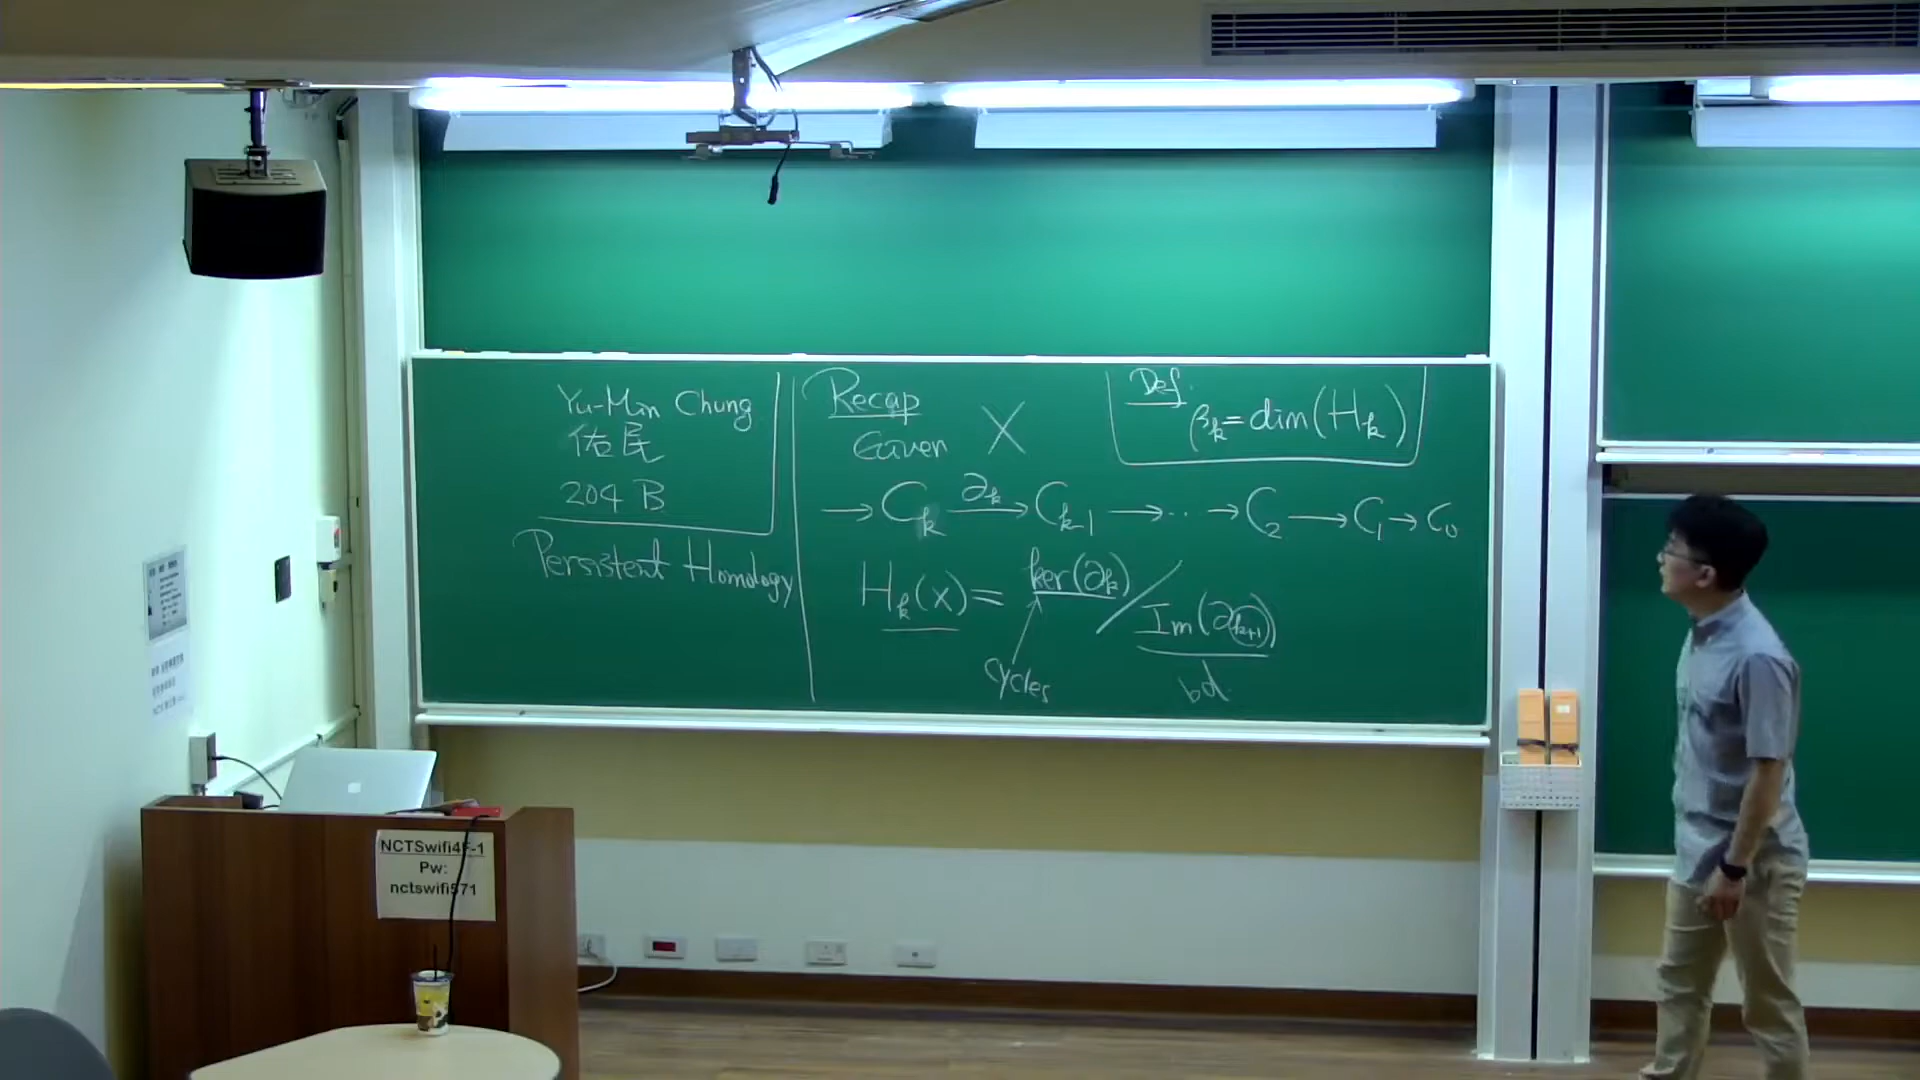 Yu-Min Chung
佑民
204 B
Persistent Homology
Recap
Given X
Def.
βₖ = dim(Hₖ)
→ Cₖ —∂ₖ→ Cₖ₋₁ → ·· → C₂ → C₁ → C₀
Hₖ(X) = ker(∂ₖ) / Im(∂ₖ₊₁)
cycles
bd.
NCTSwifi4F-1
Pw:
nctswifi571